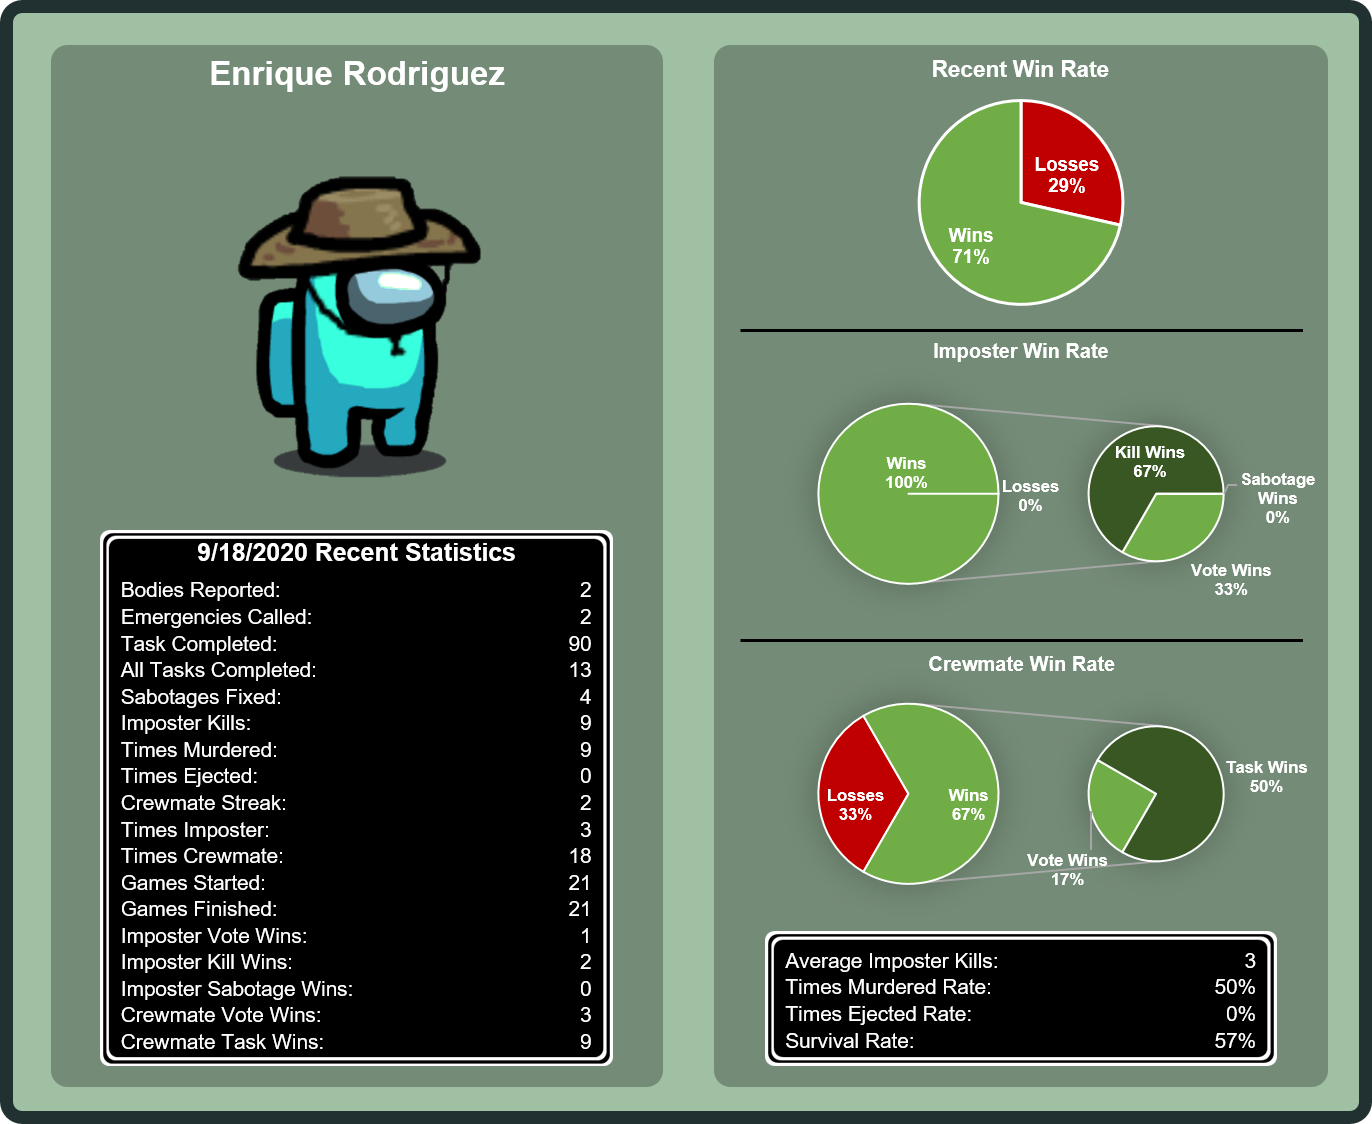 Enrique Rodriguez
9/18/2020 Recent Statistics
Bodies Reported: 2
Emergencies Called: 2
Task Completed: 90
All Tasks Completed: 13
Sabotages Fixed: 4
Imposter Kills: 9
Times Murdered: 9
Times Ejected: 0
Crewmate Streak: 2
Times Imposter: 3
Times Crewmate: 18
Games Started: 21
Games Finished: 21
Imposter Vote Wins: 1
Imposter Kill Wins: 2
Imposter Sabotage Wins: 0
Crewmate Vote Wins: 3
Crewmate Task Wins: 9
Recent Win Rate
Losses
29%
Wins
71%
Imposter Win Rate
Wins
100%
Losses
0%
Kill Wins
67%
Sabotage
Wins
0%
Vote Wins
33%
Crewmate Win Rate
Losses
33%
Wins
67%
Task Wins
50%
Vote Wins
17%
Average Imposter Kills: 3
Times Murdered Rate: 50%
Times Ejected Rate: 0%
Survival Rate: 57%